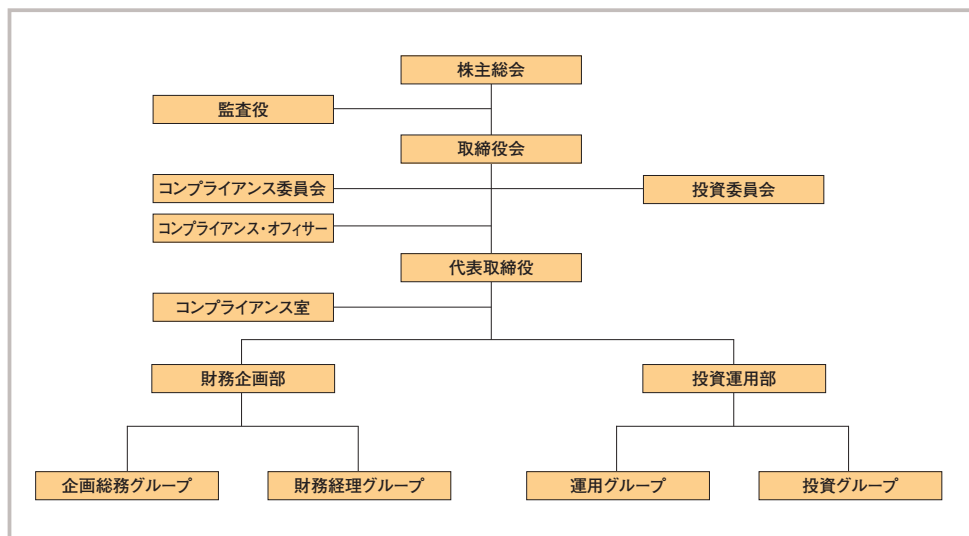 株主総会
監査役
取締役会
コンプライアンス委員会
投資委員会
コンプライアンス・オフィサー
代表取締役
コンプライアンス室
財務企画部
投資運用部
企画総務グループ
財務経理グループ
運用グループ
投資グループ